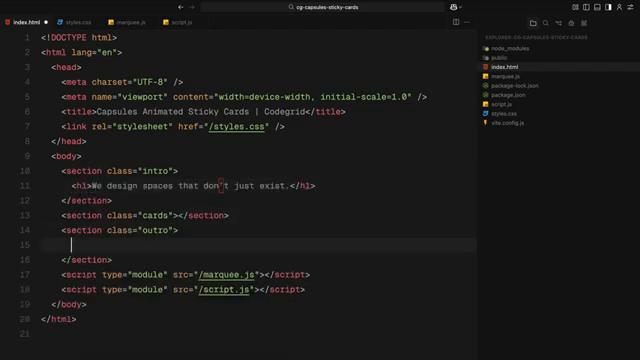 cg-capsules-sticky-cards
index.html
styles.css
marquee.js
script.js
EXPLORER: CG-CAPSULES-STICKY-CARDS
node_modules
public
index.html
marquee.js
package-lock.json
package.json
script.js
styles.css
vite.config.js
1 <!DOCTYPE html>
2 <html lang="en">
3 <head>
4 <meta charset="UTF-8" />
5 <meta name="viewport" content="width=device-width, initial-scale=1.0" />
6 <title>Capsules Animated Sticky Cards | Codegrid</title>
7 <link rel="stylesheet" href="/styles.css" />
8 </head>
9 <body>
10 <section class="intro">
11 <h1>We design spaces that don’t just exist.</h1>
12 </section>
13 <section class="cards"></section>
14 <section class="outro">
15
16 </section>
17 <script type="module" src="/marquee.js"></script>
18 <script type="module" src="/script.js"></script>
19 </body>
20 </html>
21